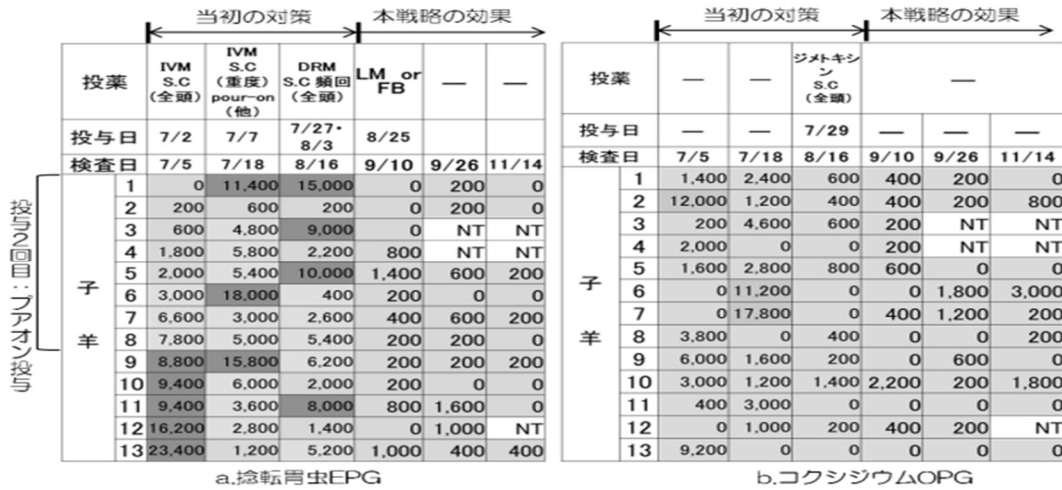 当初の対策 本戦略の効果
投薬 IVM S.C (全頭) IVM S.C (重度) pour-on (他) DRM S.C 頻回 (全頭) LM or FB — —
投与日 7/2 7/7 7/27・8/3 8/25
検査日 7/5 7/18 8/16 9/10 9/26 11/14
投与2回目:プアオン投与
子羊
1 0 11,400 15,000 0 200 0
2 200 600 200 0 200 0
3 600 4,800 9,000 0 NT NT
4 1,800 5,800 2,200 800 NT NT
5 2,000 5,400 10,000 1,400 600 200
6 3,000 18,000 400 200 0 0
7 6,600 3,000 2,600 400 600 200
8 7,800 5,000 5,400 200 200 0
9 8,800 15,800 6,200 200 200 200
10 9,400 6,000 2,000 200 0 0
11 9,400 3,600 8,000 800 1,600 0
12 16,200 2,800 1,400 0 1,000 NT
13 23,400 1,200 5,200 1,000 400 400
a.捻転胃虫EPG
当初の対策 本戦略の効果
投薬 — — ジメトキシン S.C (全頭) —
投与日 — — 7/29 — — —
検査日 7/5 7/18 8/16 9/10 9/26 11/14
子羊
1 1,400 2,400 600 400 200 0
2 12,000 1,200 400 400 200 800
3 200 4,600 600 200 NT NT
4 2,000 0 0 200 NT NT
5 1,600 2,800 800 600 0 0
6 0 11,200 0 0 1,800 3,000
7 0 17,800 0 400 1,200 200
8 3,800 0 400 0 0 200
9 6,000 1,600 200 0 600 0
10 3,000 1,200 1,400 2,200 200 1,800
11 400 3,000 0 0 0 0
12 0 1,000 200 400 200 NT
13 9,200 0 0 0 0 0
b.コクシジウムOPG